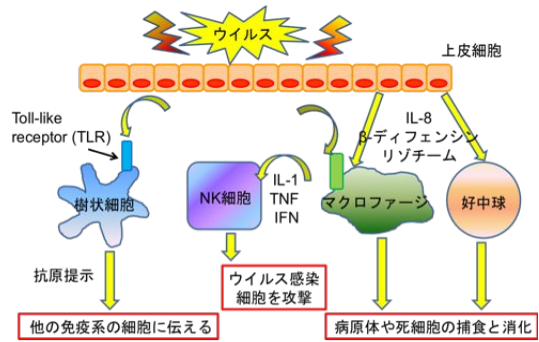 ウイルス
上皮細胞
Toll-like
receptor (TLR)
IL-8
β-ディフェンシン
リゾチーム
樹状細胞
NK細胞
IL-1
TNF
IFN
マクロファージ
好中球
抗原提示
ウイルス感染
細胞を攻撃
他の免疫系の細胞に伝える
病原体や死細胞の捕食と消化